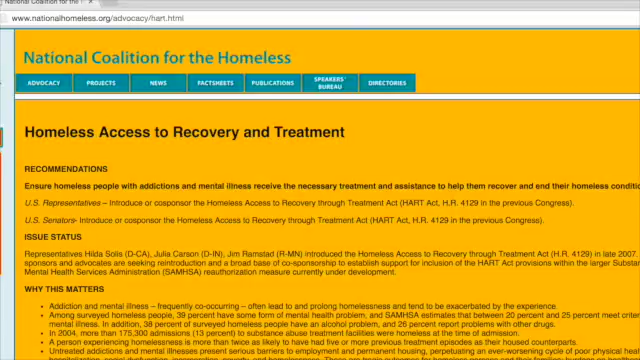 National Coalition for the H
www.nationalhomeless.org/advocacy/hart.html
National Coalition for the Homeless
ADVOCACY
PROJECTS
NEWS
FACTSHEETS
PUBLICATIONS
SPEAKERS' BUREAU
DIRECTORIES
Homeless Access to Recovery and Treatment
RECOMMENDATIONS
Ensure homeless people with addictions and mental illness receive the necessary treatment and assistance to help them recover and end their homeless conditio
U.S. Representatives – Introduce or cosponsor the Homeless Access to Recovery through Treatment Act (HART Act, H.R. 4129 in the previous Congress).
U.S. Senators- Introduce or cosponsor the Homeless Access to Recovery through Treatment Act (HART Act, H.R. 4129 in the previous Congress).
ISSUE STATUS
Representatives Hilda Solis (D-CA), Julia Carson (D-IN), Jim Ramstad (R-MN) introduced the Homeless Access to Recovery through Treatment Act (H.R. 4129) in late 2007.
sponsors and advocates are seeking reintroduction and a broad base of co-sponsorship to establish support for inclusion of the HART Act provisions within the larger Substan
Mental Health Services Administration (SAMHSA) reauthorization measure currently under development.
WHY THIS MATTERS
• Addiction and mental illness – frequently co-occurring – often lead to and prolong homelessness and tend to be exacerbated by the experience.
• Among surveyed homeless people, 39 percent have some form of mental health problem, and SAMHSA estimates that between 20 percent and 25 percent meet criter
mental illness. In addition, 38 percent of surveyed homeless people have an alcohol problem, and 26 percent report problems with other drugs.
• In 2004, more than 175,300 admissions (13 percent) to substance abuse treatment facilities were homeless at the time of admission.
• A person experiencing homelessness is more than twice as likely to have had five or more previous treatment episodes as their housed counterparts.
• Untreated addictions and mental illnesses present serious barriers to employment and permanent housing, perpetuating an ever-worsening cycle of poor physical hea